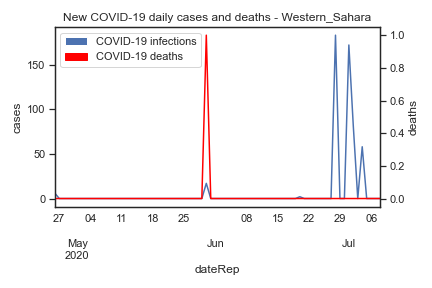 New COVID-19 daily cases and deaths - Western_Sahara
COVID-19 infections
COVID-19 deaths
cases
150
100
50
0
deaths
1.0
0.8
0.6
0.4
0.2
0.0
27 04 11 18 25 08 15 22 29 06
May Jun Jul
2020
dateRep